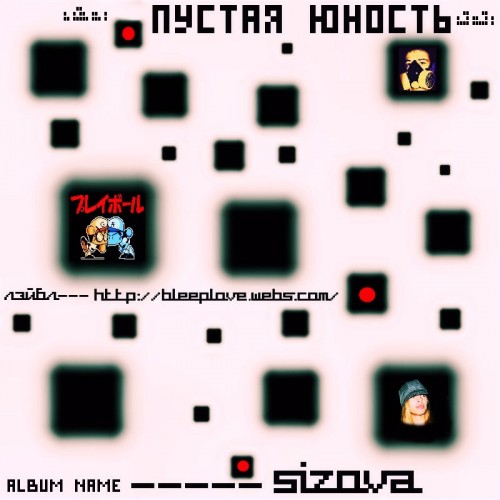 ПУСТАЯ ЮНОСТЬ
プレイボール
лэйбл--- http://bleeplove.webs.com/
ALBUM NAME ------ sizova